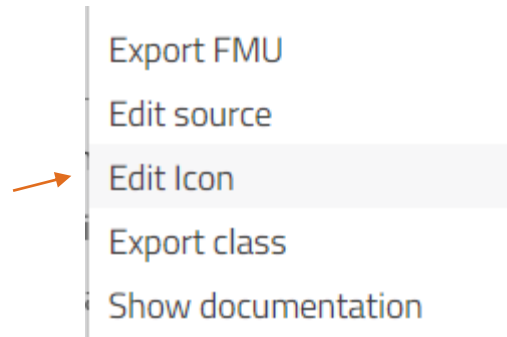 Export FMU
Edit source
Edit Icon
Export class
Show documentation